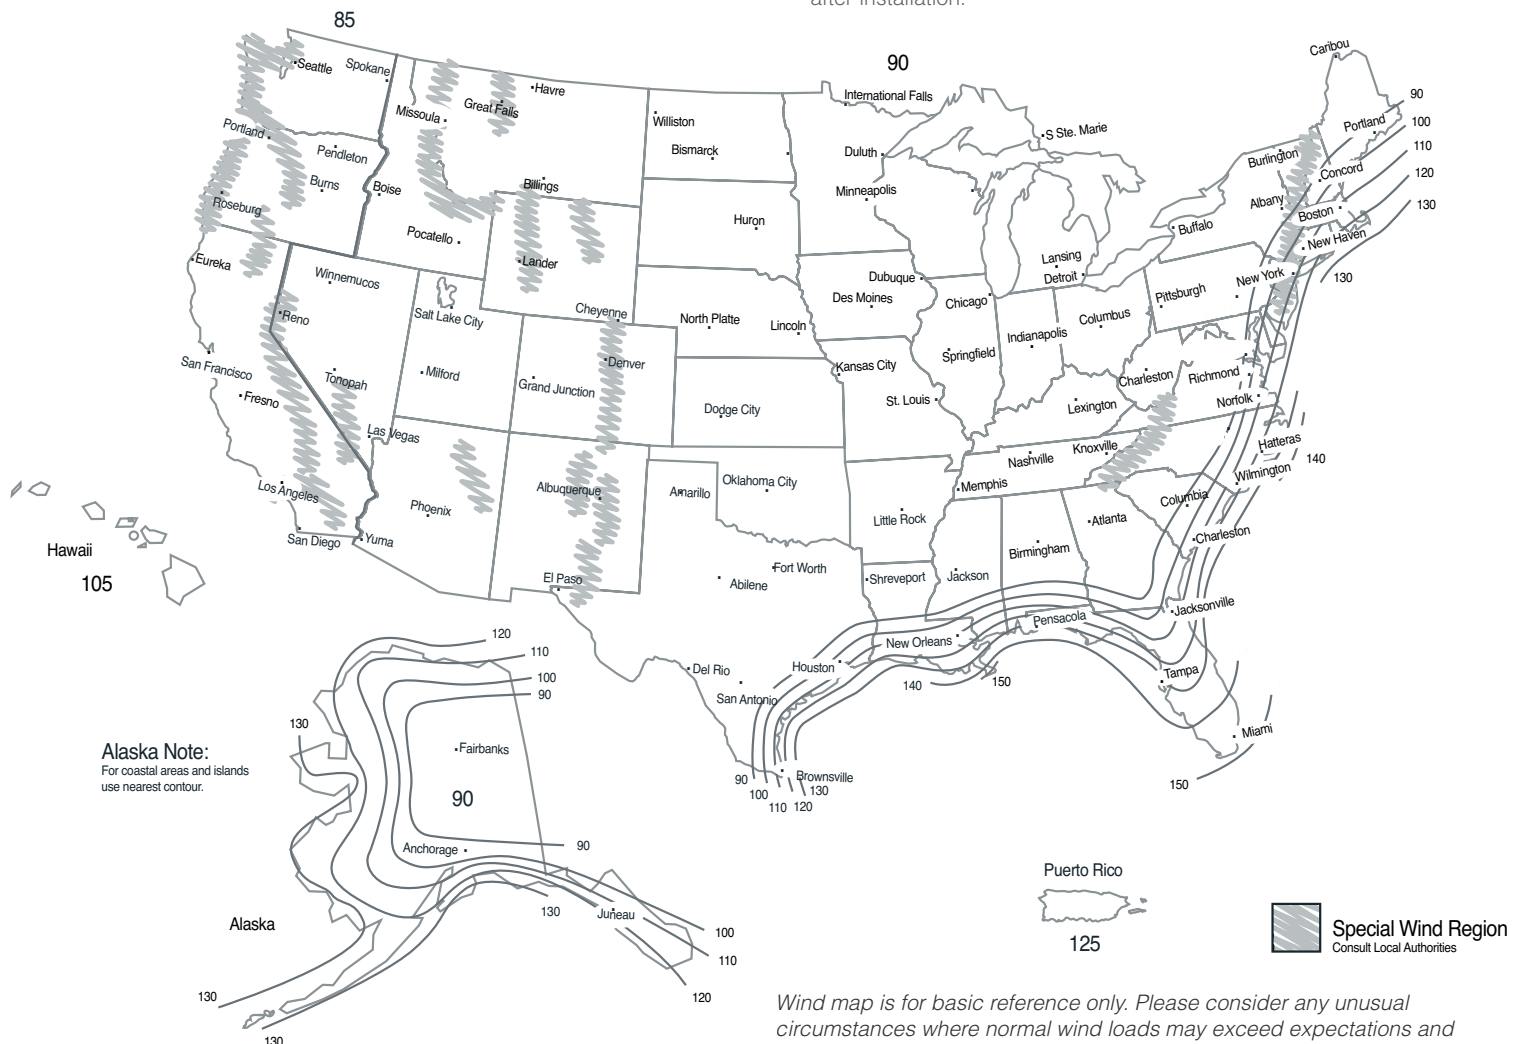 after installation.
85
90
Caribou
Seattle
Spokane
Havre
Great Falls
Missoula
International Falls
90
Williston
Portland
100
Portland
S Ste. Marie
Pendleton
Bismarck
Duluth
Burlington
110
Concord
120
Burns
Boise
Billings
Minneapolis
Albany
Boston
130
Roseburg
Huron
Buffalo
New Haven
Pocatello
Eureka
Lander
Lansing
Detroit
Winnemucos
Dubuque
New York
130
Des Moines
Chicago
Pittsburgh
Reno
Salt Lake City
Cheyenne
North Platte
Lincoln
Columbus
Indianapolis
San Francisco
Denver
Springfield
Kansas City
Milford
Tonopah
Grand Junction
Charleston
Richmond
Fresno
Dodge City
St. Louis
Lexington
Norfolk
Las Vegas
Hatteras
Knoxville
Nashville
140
Wilmington
Los Angeles
Albuquerque
Amarillo
Oklahoma City
Memphis
Columbia
Phoenix
Little Rock
Atlanta
San Diego
Yuma
Charleston
Birmingham
Hawaii
105
El Paso
Abilene
Fort Worth
Shreveport
Jackson
Jacksonville
Pensacola
New Orleans
120
110
Del Rio
Houston
Tampa
100
90
San Antonio
140
150
130
Miami
Alaska Note:
For coastal areas and islands
use nearest contour.
Fairbanks
90
90
100
110
120
130
Brownsville
150
90
Anchorage
Puerto Rico
125
Alaska
130
Juneau
100
110
120
130
130
Special Wind Region
Consult Local Authorities
Wind map is for basic reference only. Please consider any unusual
circumstances where normal wind loads may exceed expectations and